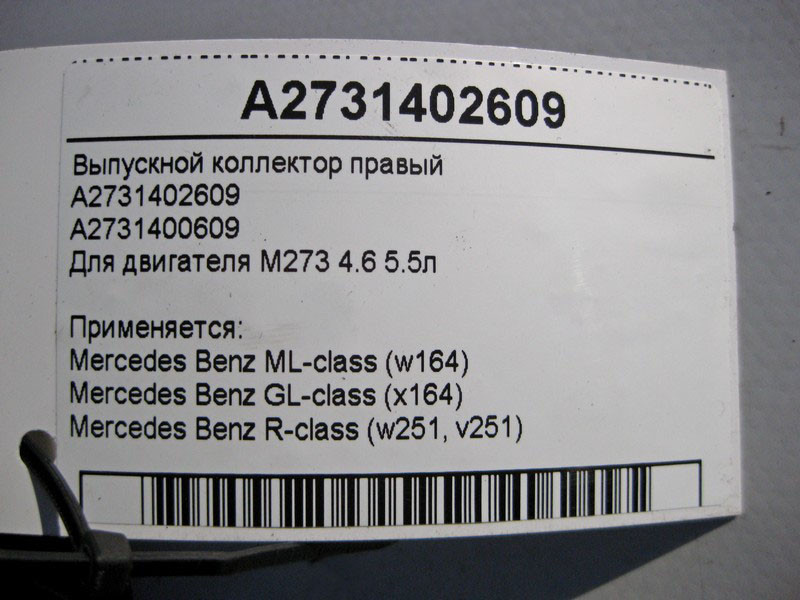 A2731402609
Выпускной коллектор правый
A2731402609
A2731400609
Для двигателя М273 4.6 5.5л
Применяется:
Mercedes Benz ML-class (w164)
Mercedes Benz GL-class (x164)
Mercedes Benz R-class (w251, v251)